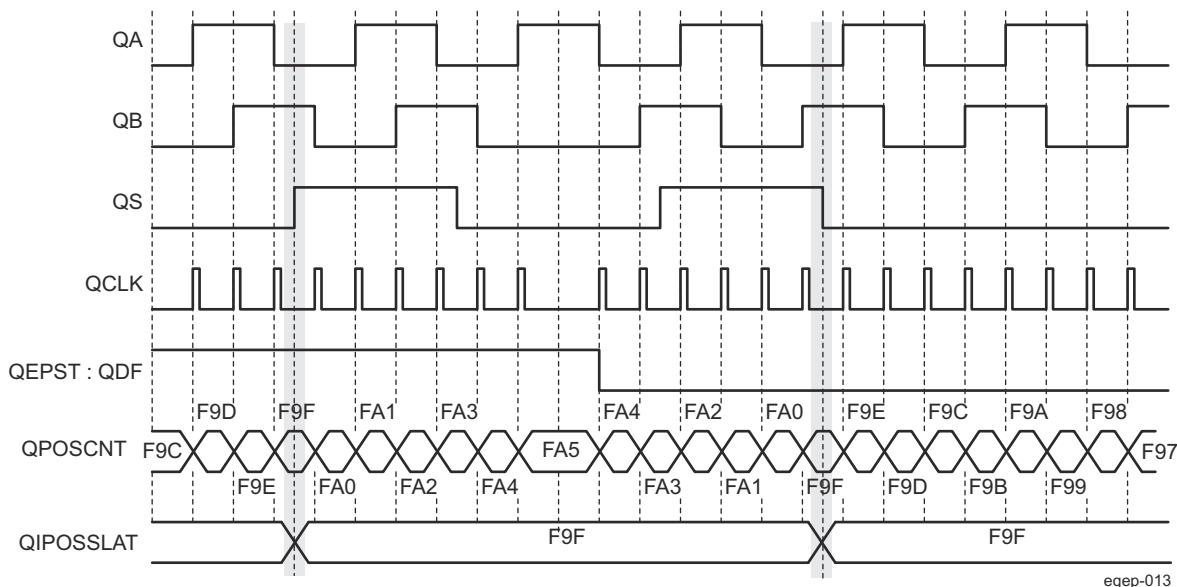 QA
QB
QS
QCLK
QEPST : QDF
F9D F9F FA1 FA3 FA4 FA2 FA0 F9E F9C F9A F98
QPOSCNT F9C FA5 F97
F9E FA0 FA2 FA4 FA3 FA1 F9F F9D F9B F99
QIPOSSLAT F9F F9F
eqep-013